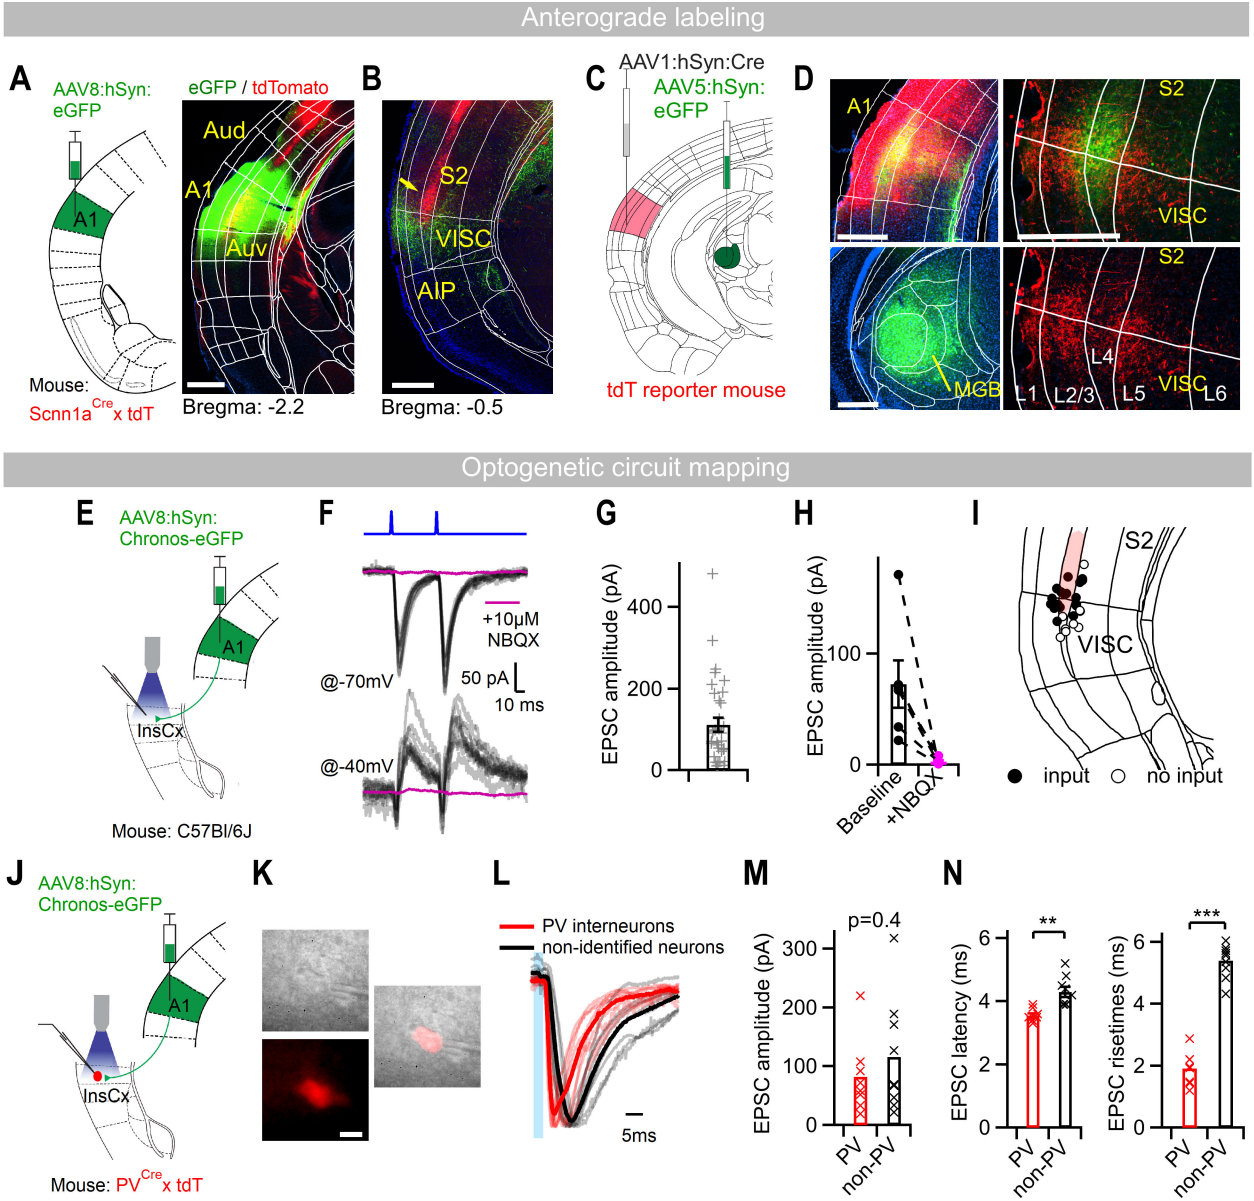 Anterograde labeling
A
AAV8:hSyn:
eGFP
A1
Mouse:
Scnn1aCre x tdT
eGFP / tdTomato
Aud
A1
Auv
Bregma: -2.2
B
S2
VISC
AIP
Bregma: -0.5
C
AAV1:hSyn:Cre
AAV5:hSyn:
eGFP
tdT reporter mouse
D
A1
MGB
S2
VISC
S2
L4
VISC
L1 L2/3 L5 L6
Optogenetic circuit mapping
E
AAV8:hSyn:
Chronos-eGFP
A1
InsCx
Mouse: C57Bl/6J
F
+10µM
NBQX
@-70mV
50 pA
10 ms
@-40mV
G
EPSC amplitude (pA)
400
200
0
H
EPSC amplitude (pA)
100
0
Baseline
+NBQX
I
S2
VISC
input
no input
J
AAV8:hSyn:
Chronos-eGFP
A1
InsCx
Mouse: PVCre x tdT
K
L
PV interneurons
non-identified neurons
5ms
M
p=0.4
EPSC amplitude (pA)
300
200
100
0
PV
non-PV
N
**
EPSC latency (ms)
6
4
2
0
PV
non-PV
***
EPSC risetimes (ms)
6
4
2
0
PV
non-PV